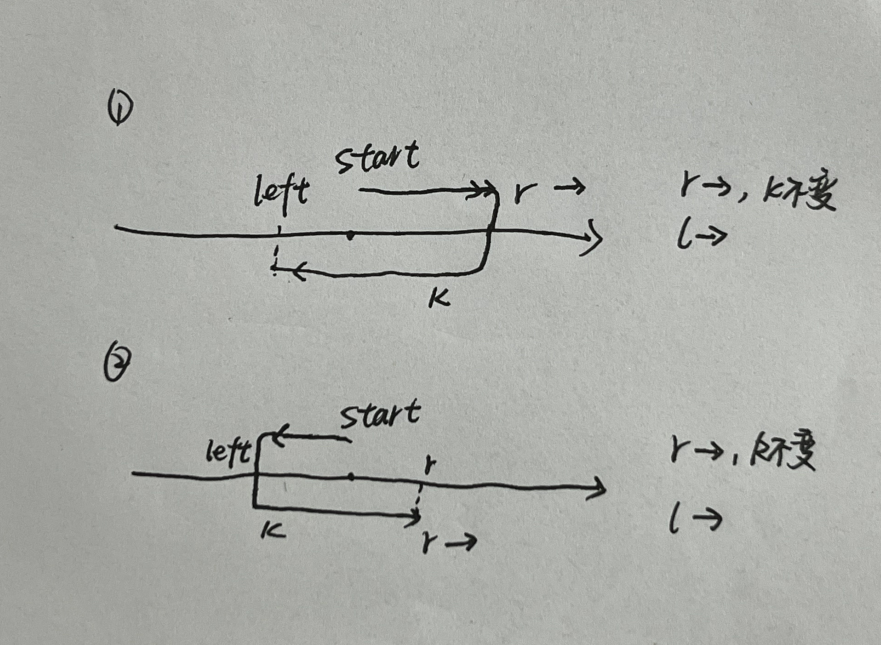 ①
start
left
r →
r→, k不变
l→
k
②
start
left
r
r→, k不变
k
l→
r→